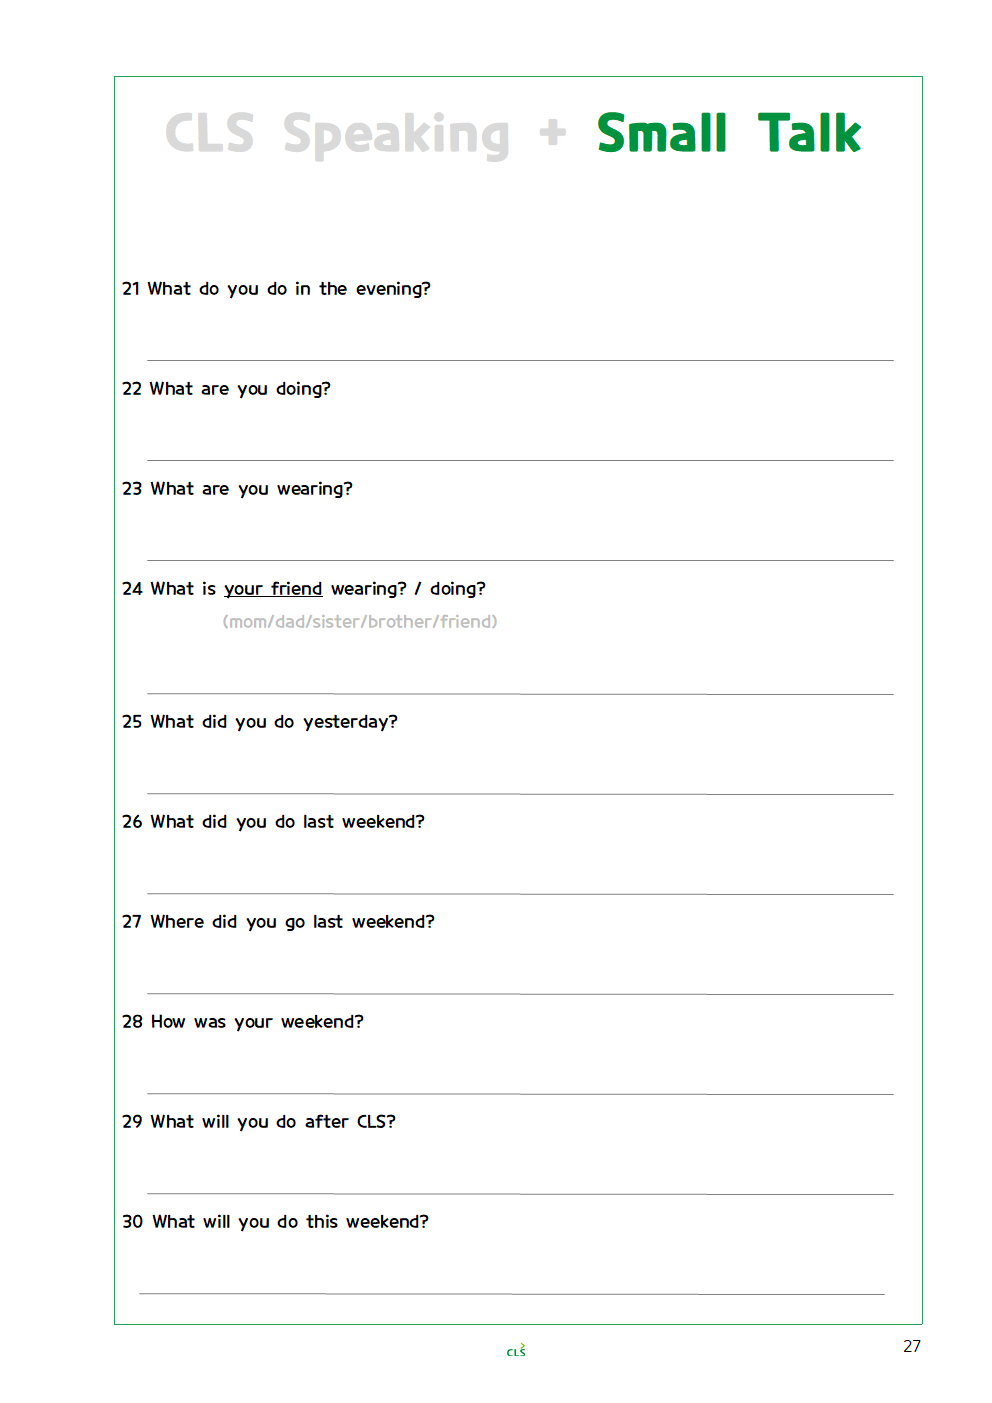 CLS Speaking + Small Talk
21 What do you do in the evening?
22 What are you doing?
23 What are you wearing?
24 What is your friend wearing? / doing?
(mom/dad/sister/brother/friend)
25 What did you do yesterday?
26 What did you do last weekend?
27 Where did you go last weekend?
28 How was your weekend?
29 What will you do after CLS?
30 What will you do this weekend?
CLS
27